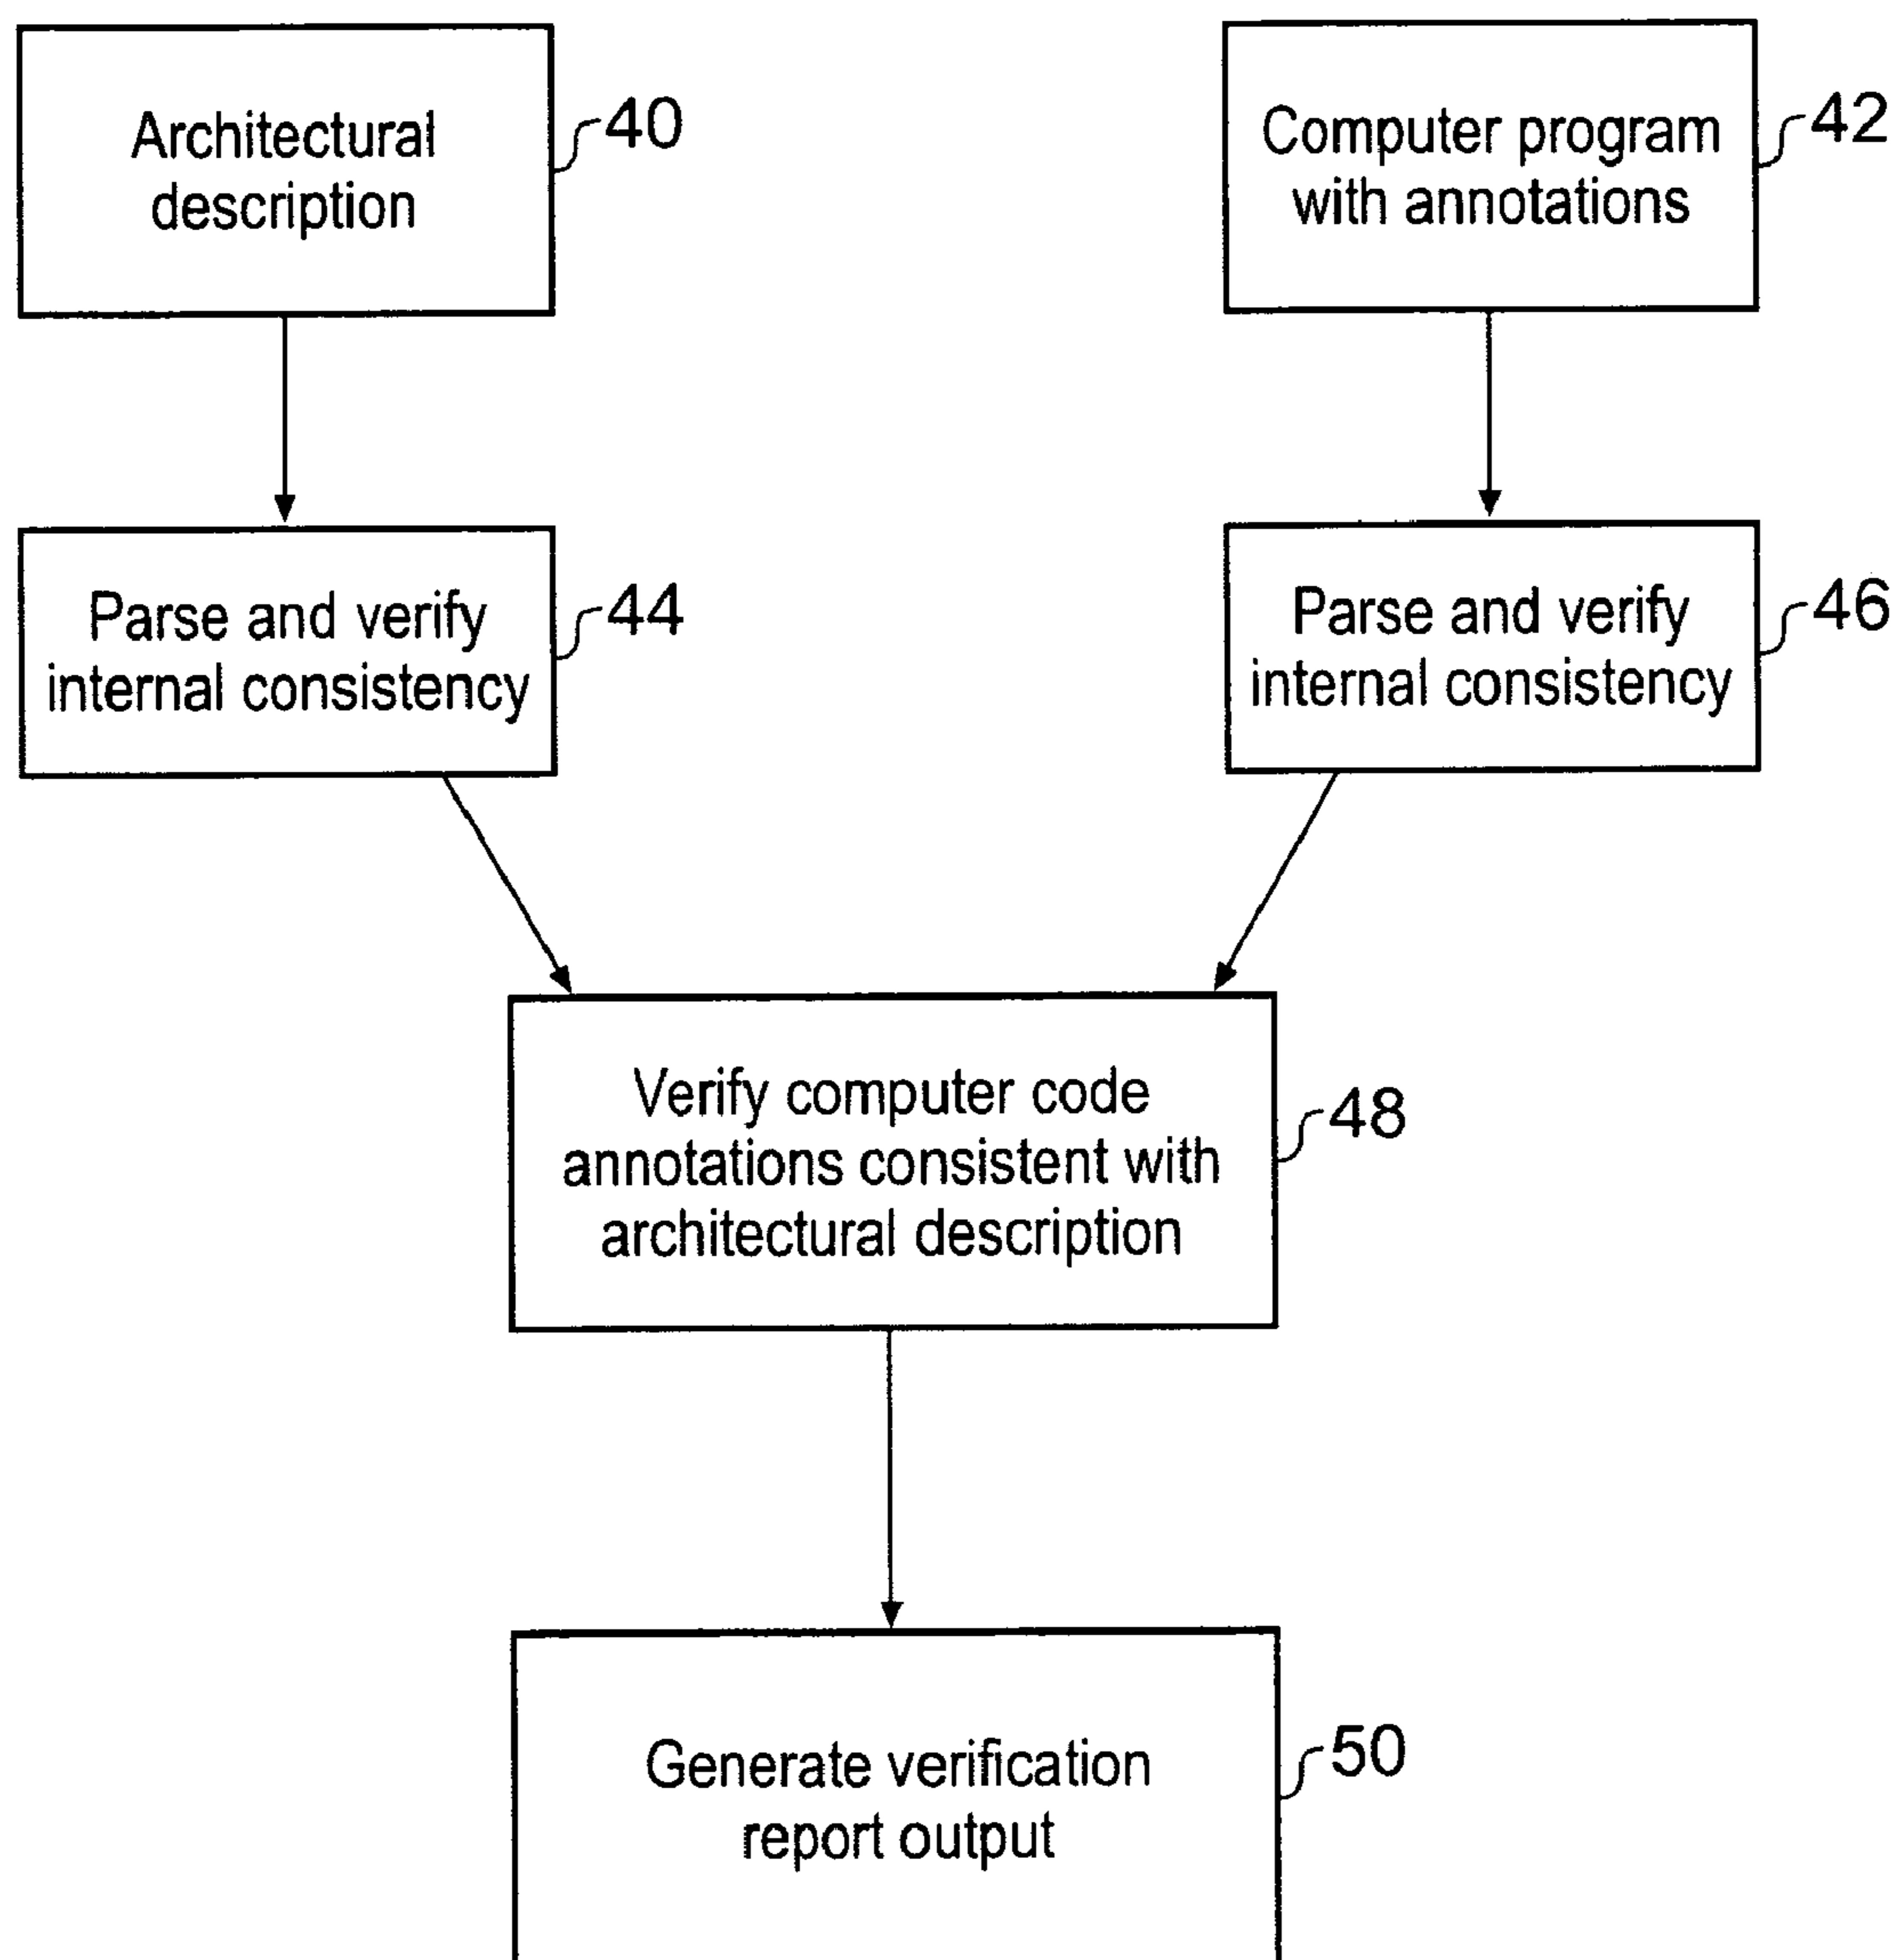 Architectural
description
40
Computer program
with annotations
42
Parse and verify
internal consistency
44
Parse and verify
internal consistency
46
Verify computer code
annotations consistent with
architectural description
48
Generate verification
report output
50